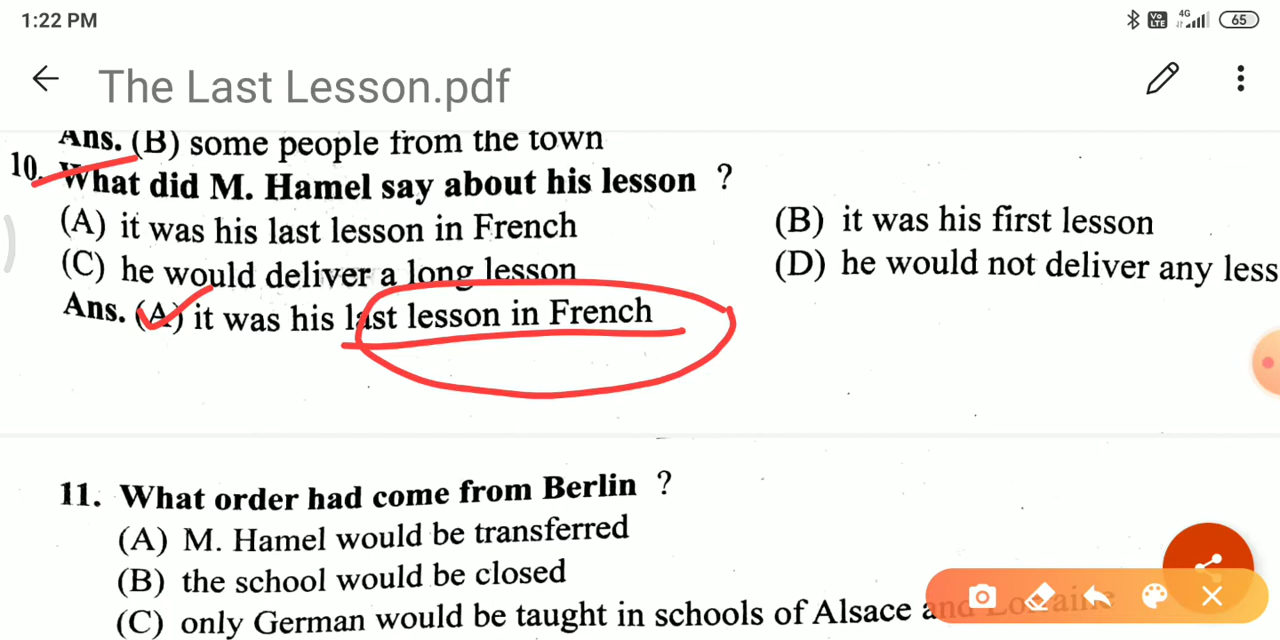 1:22 PM
Vo LTE 4G 65
The Last Lesson.pdf
Ans. (B) some people from the town
10. What did M. Hamel say about his lesson ?
(A) it was his last lesson in French (B) it was his first lesson
(C) he would deliver a long lesson (D) he would not deliver any less
Ans. (A) it was his last lesson in French
11. What order had come from Berlin ?
(A) M. Hamel would be transferred
(B) the school would be closed
(C) only German would be taught in schools of Alsace and Lorraine